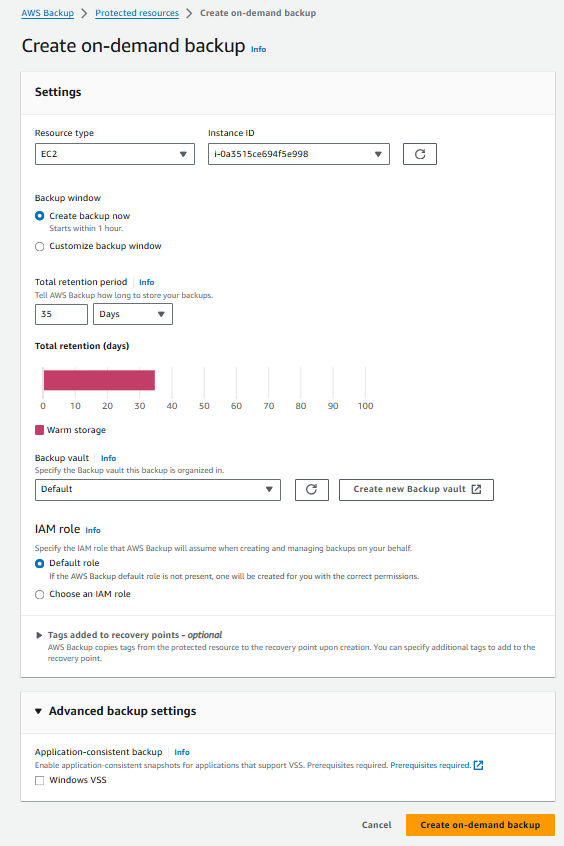 AWS Backup > Protected resources > Create on-demand backup
Create on-demand backup Info
Settings
Resource type Instance ID
EC2 i-0a3515ce694f5e998
Backup window
Create backup now
Starts within 1 hour.
Customize backup window
Total retention period Info
Tell AWS Backup how long to store your backups.
35 Days
Total retention (days)
0 10 20 30 40 50 60 70 80 90 100
Warm storage
Backup vault Info
Specify the Backup vault this backup is organized in.
Default Create new Backup vault
IAM role Info
Specify the IAM role that AWS Backup will assume when creating and managing backups on your behalf.
Default role
If the AWS Backup default role is not present, one will be created for you with the correct permissions.
Choose an IAM role
Tags added to recovery points - optional
AWS Backup copies tags from the protected resource to the recovery point upon creation. You can specify additional tags to add to the
recovery point.
Advanced backup settings
Application-consistent backup Info
Enable application-consistent snapshots for applications that support VSS. Prerequisites required. Prerequisites required.
Windows VSS
Cancel Create on-demand backup